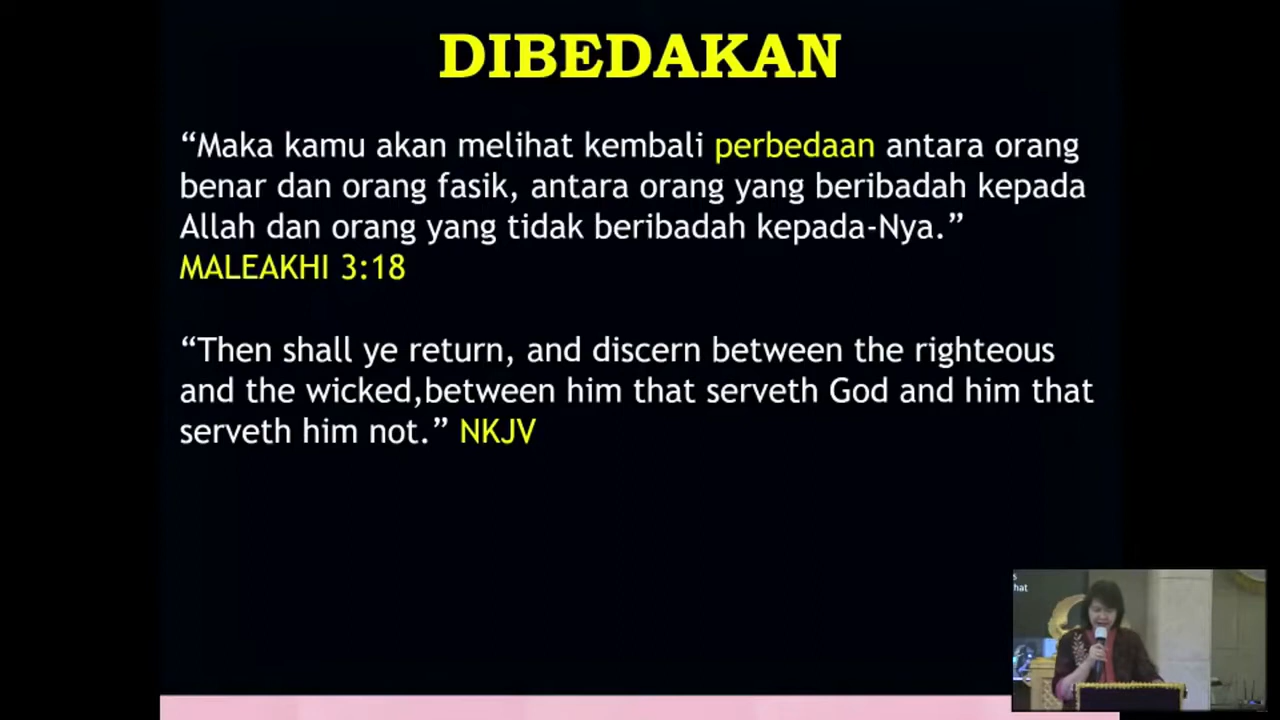 DIBEDAKAN
“Maka kamu akan melihat kembali perbedaan antara orang
benar dan orang fasik, antara orang yang beribadah kepada
Allah dan orang yang tidak beribadah kepada-Nya.”
MALEAKHI 3:18
“Then shall ye return, and discern between the righteous
and the wicked,between him that serveth God and him that
serveth him not.” NKJV
s
hat